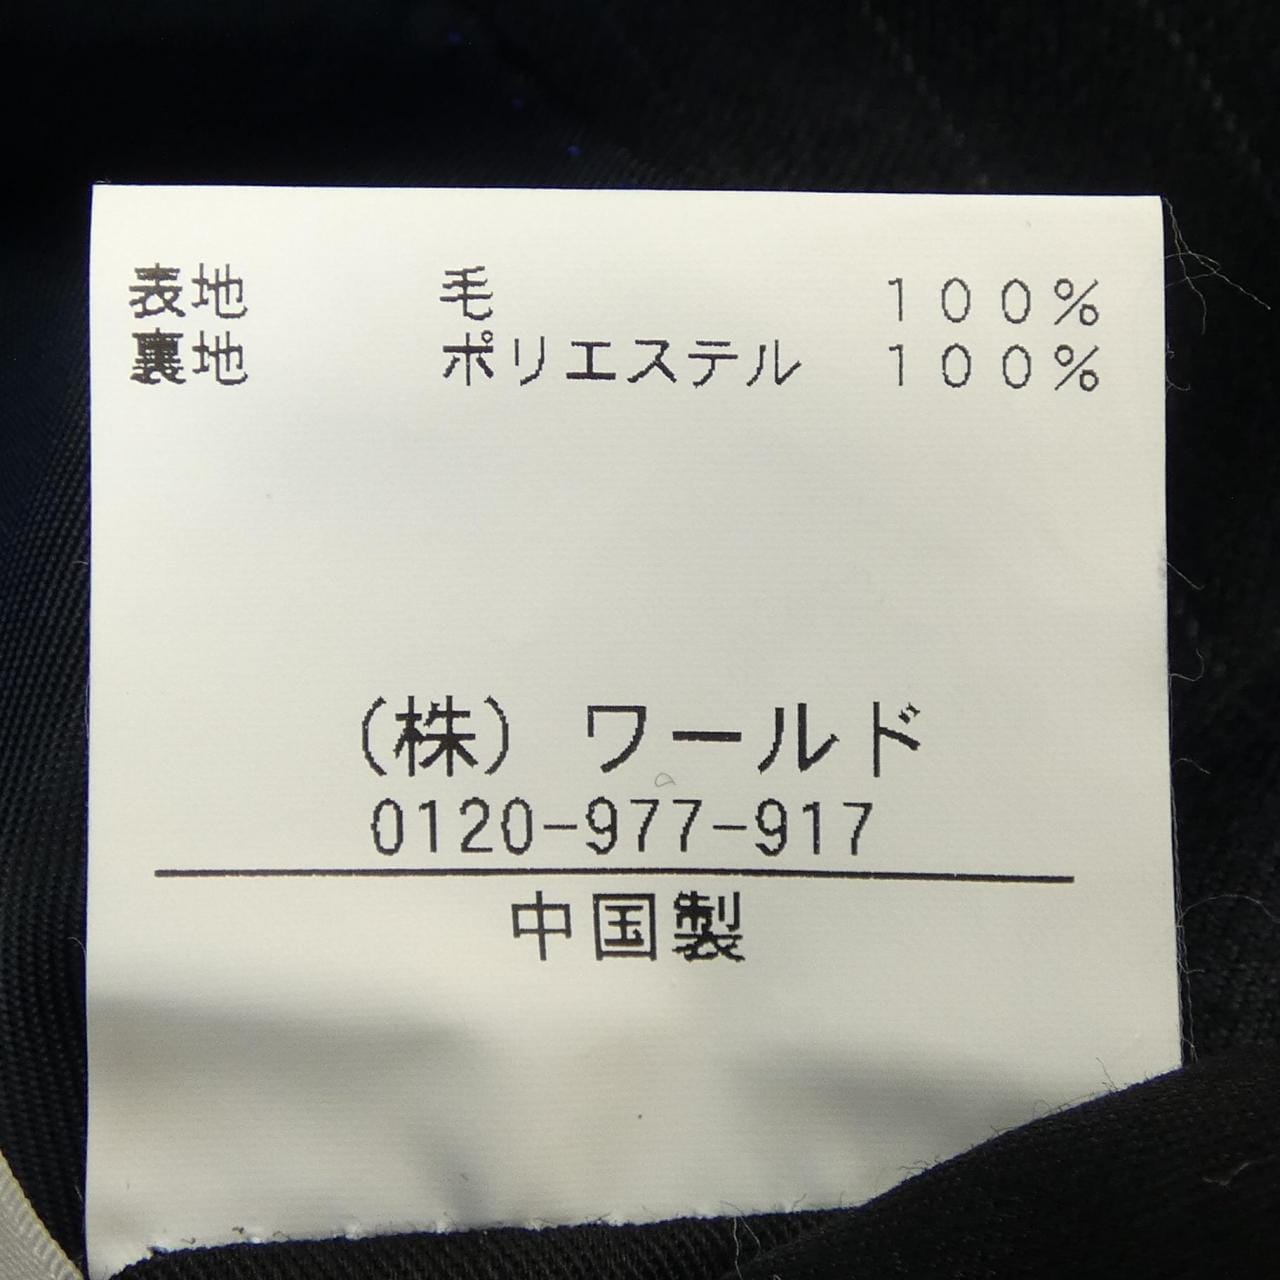 表地 毛 100%
裏地 ポリエステル 100%
(株) ワールド
0120-977-917
中国製